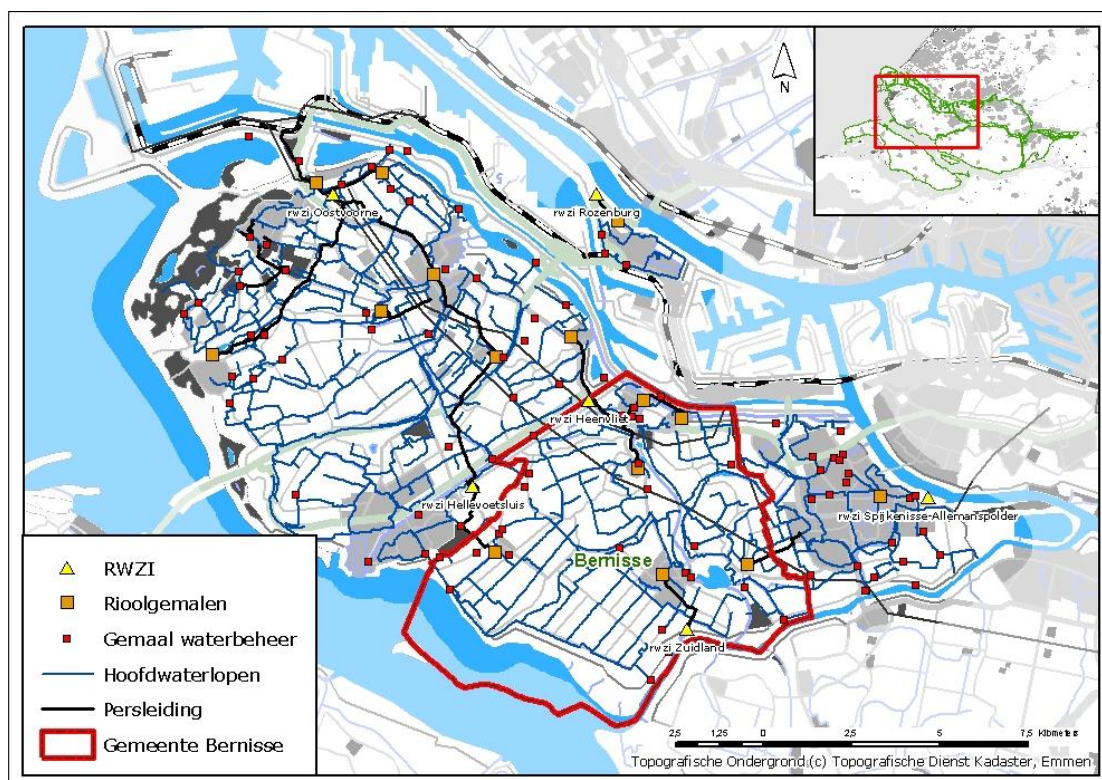 N
rwzi Oostvoorne
rwzi Rozenburg
rwzi Heenvliet
rwzi Hellevoetsluis
rwzi Spijkenisse-Allemanspolder
Bernisse
rwzi Zuidland
RWZI
Rioolgemalen
Gemaal waterbeheer
Hoofdwaterlopen
Persleiding
Gemeente Bernisse
2,5 1,25 0 2,5 5 7,5 Kilometers
Topografische Ondergrond (c) Topografische Dienst Kadaster, Emmen